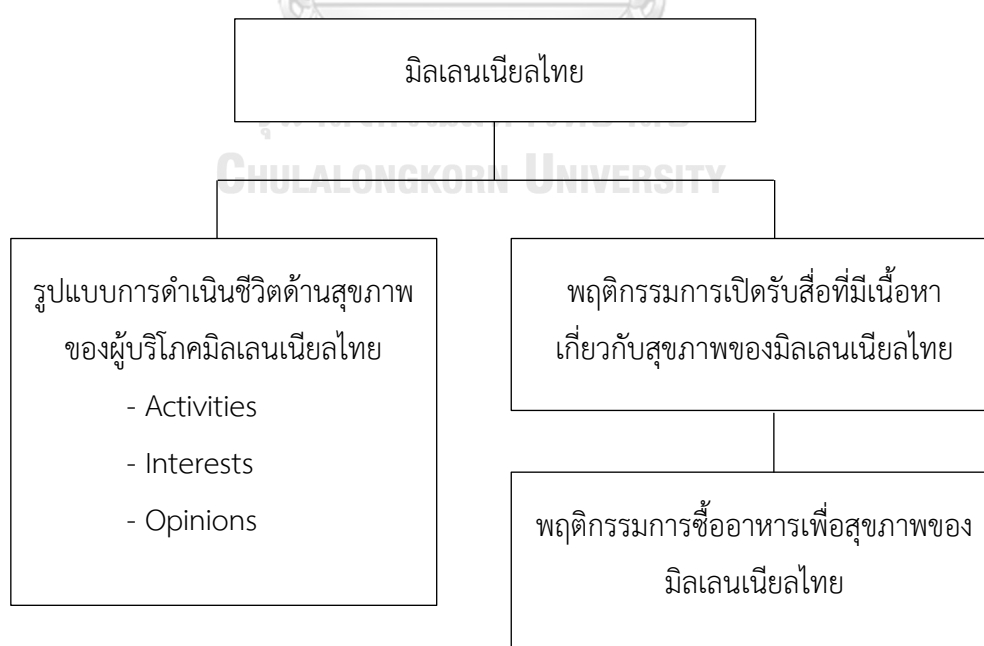 มิลเลนเนียลไทย
CHULALONGKORN UNIVERSITY
รูปแบบการดำเนินชีวิตด้านสุขภาพ
ของผู้บริโภคมิลเลนเนียลไทย
- Activities
- Interests
- Opinions
พฤติกรรมการเปิดรับสื่อที่มีเนื้อหา
เกี่ยวกับสุขภาพของมิลเลนเนียลไทย
พฤติกรรมการซื้ออาหารเพื่อสุขภาพของ
มิลเลนเนียลไทย